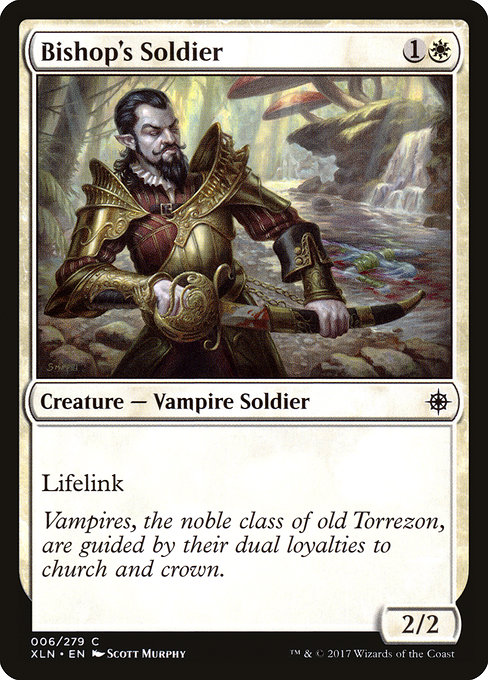 Bishop's Soldier 1
Creature — Vampire Soldier
Lifelink
Vampires, the noble class of old Torrezon,
are guided by their dual loyalties to
church and crown.
2/2
006/279 C
XLN • EN Scott Murphy
™ & © 2017 Wizards of the Coast